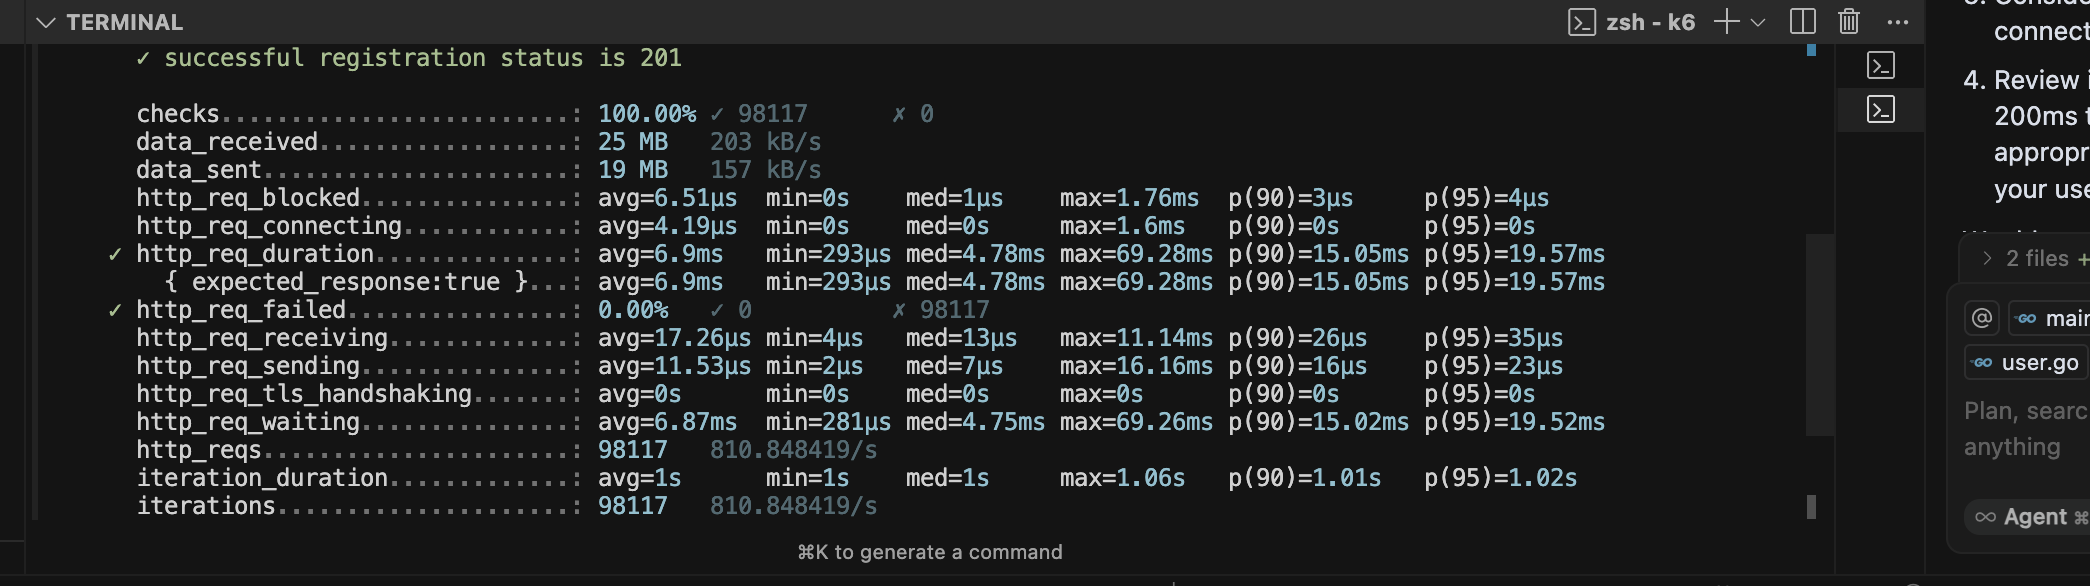 TERMINAL
zsh - k6
✓ successful registration status is 201
checks.........................: 100.00% ✓ 98117 ✗ 0
data_received..................: 25 MB 203 kB/s
data_sent......................: 19 MB 157 kB/s
http_req_blocked...............: avg=6.51µs min=0s med=1µs max=1.76ms p(90)=3µs p(95)=4µs
http_req_connecting............: avg=4.19µs min=0s med=0s max=1.6ms p(90)=0s p(95)=0s
✓ http_req_duration..............: avg=6.9ms min=293µs med=4.78ms max=69.28ms p(90)=15.05ms p(95)=19.57ms
{ expected_response:true }...: avg=6.9ms min=293µs med=4.78ms max=69.28ms p(90)=15.05ms p(95)=19.57ms
✓ http_req_failed................: 0.00% ✓ 0 ✗ 98117
http_req_receiving.............: avg=17.26µs min=4µs med=13µs max=11.14ms p(90)=26µs p(95)=35µs
http_req_sending...............: avg=11.53µs min=2µs med=7µs max=16.16ms p(90)=16µs p(95)=23µs
http_req_tls_handshaking.......: avg=0s min=0s med=0s max=0s p(90)=0s p(95)=0s
http_req_waiting...............: avg=6.87ms min=281µs med=4.75ms max=69.26ms p(90)=15.02ms p(95)=19.52ms
http_reqs......................: 98117 810.848419/s
iteration_duration.............: avg=1s min=1s med=1s max=1.06s p(90)=1.01s p(95)=1.02s
iterations.....................: 98117 810.848419/s
⌘K to generate a command
connect
4. Review i
200ms t
appropr
your use
2 files +
@ GO main
GO user.go
Plan, searc
anything
∞ Agent ⌘